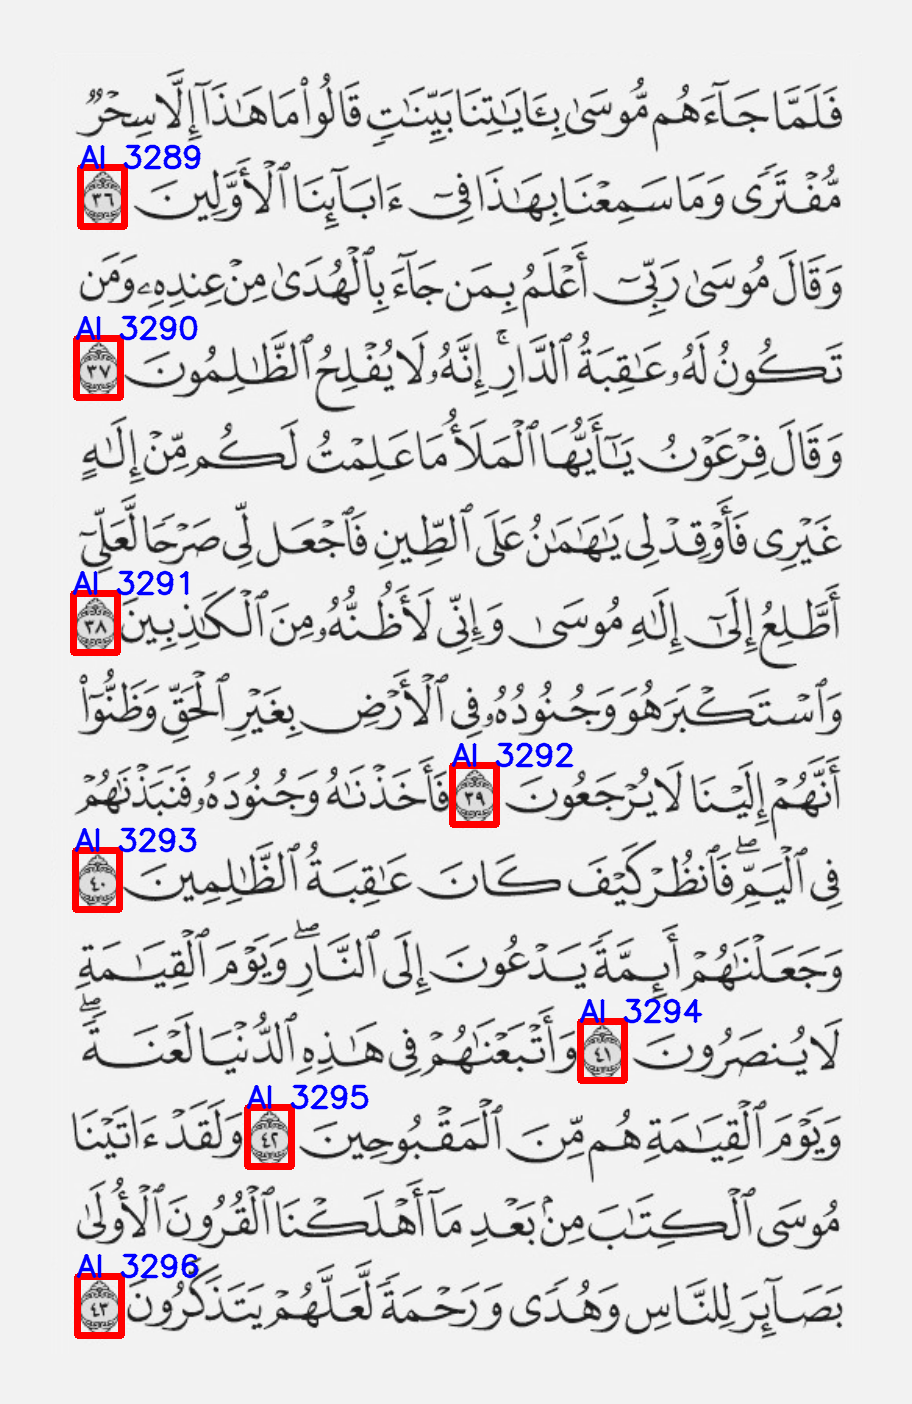 فَلَمَّا جَآءَهُم مُّوسَىٰ بِـَٔايَـٰتِنَا بَيِّنَـٰتٍ قَالُوا۟ مَا هَـٰذَآ إِلَّا سِحْرٌ
AI_3289
مُّفْتَرًى وَمَا سَمِعْنَا بِهَـٰذَا فِىٓ ءَابَآئِنَا ٱلْأَوَّلِينَ ٣٦
وَقَالَ مُوسَىٰ رَبِّىٓ أَعْلَمُ بِمَن جَآءَ بِٱلْهُدَىٰ مِنْ عِندِهِۦ وَمَن
AI_3290
تَكُونُ لَهُۥ عَـٰقِبَةُ ٱلدَّارِ ۚ إِنَّهُۥ لَا يُفْلِحُ ٱلظَّـٰلِمُونَ ٣٧
وَقَالَ فِرْعَوْنُ يَـٰٓأَيُّهَا ٱلْمَلَأُ مَا عَلِمْتُ لَكُم مِّنْ إِلَـٰهٍ
غَيْرِى فَأَوْقِدْ لِى يَـٰهَـٰمَـٰنُ عَلَى ٱلطِّينِ فَٱجْعَل لِّى صَرْحًا لَّعَلِّىٓ
AI_3291
أَطَّلِعُ إِلَىٰٓ إِلَـٰهِ مُوسَىٰ وَإِنِّى لَأَظُنُّهُۥ مِنَ ٱلْكَـٰذِبِينَ ٣٨
وَٱسْتَكْبَرَ هُوَ وَجُنُودُهُۥ فِى ٱلْأَرْضِ بِغَيْرِ ٱلْحَقِّ وَظَنُّوٓا۟
AI_3292
أَنَّهُمْ إِلَيْنَا لَا يُرْجَعُونَ ٣٩ فَأَخَذْنَـٰهُ وَجُنُودَهُۥ فَنَبَذْنَـٰهُمْ
AI_3293
فِى ٱلْيَمِّ ۖ فَٱنظُرْ كَيْفَ كَانَ عَـٰقِبَةُ ٱلظَّـٰلِمِينَ ٤٠
وَجَعَلْنَـٰهُمْ أَئِمَّةً يَدْعُونَ إِلَى ٱلنَّارِ ۖ وَيَوْمَ ٱلْقِيَـٰمَةِ
AI_3294
لَا يُنصَرُونَ ٤١ وَأَتْبَعْنَـٰهُمْ فِى هَـٰذِهِ ٱلدُّنْيَا لَعْنَةً ۖ
AI_3295
وَيَوْمَ ٱلْقِيَـٰمَةِ هُم مِّنَ ٱلْمَقْبُوحِينَ ٤٢ وَلَقَدْ ءَاتَيْنَا
مُوسَى ٱلْكِتَـٰبَ مِنۢ بَعْدِ مَآ أَهْلَكْنَا ٱلْقُرُونَ ٱلْأُولَىٰ
AI_3296
بَصَآئِرَ لِلنَّاسِ وَهُدًى وَرَحْمَةً لَّعَلَّهُمْ يَتَذَكَّرُونَ ٤٣